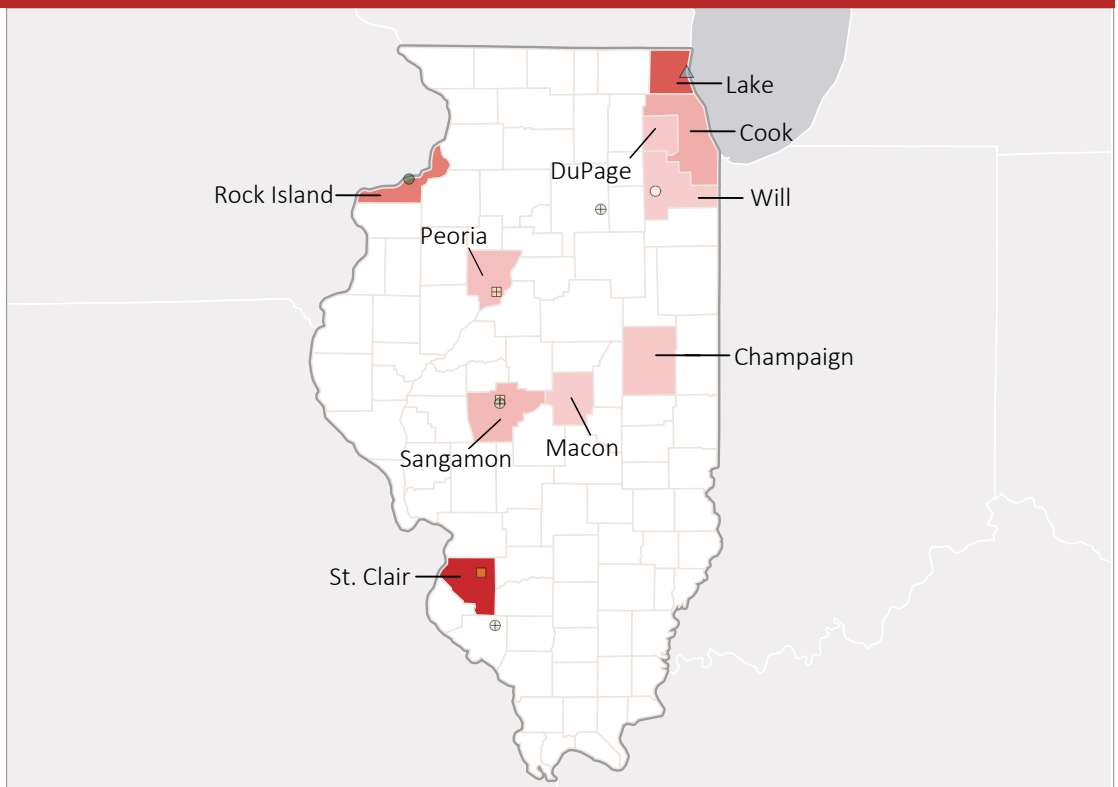 Lake
Cook
DuPage
Rock Island
Will
Peoria
Champaign
Macon
Sangamon
St. Clair